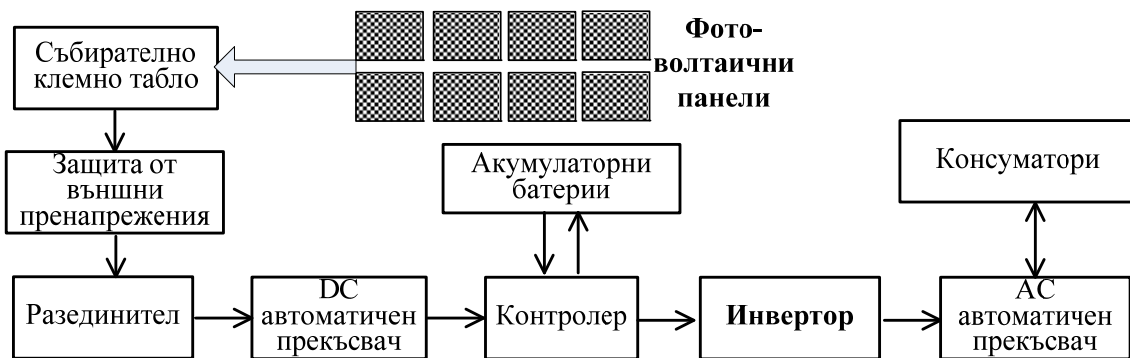 Събирателно
клемно табло
Фото-
волтаични
панели
Защита от
външни
пренапрежения
Акумулаторни
батерии
Консуматори
Разединител
DC
автоматичен
прекъсвач
Контролер
Инвертор
AC
автоматичен
прекъсвач